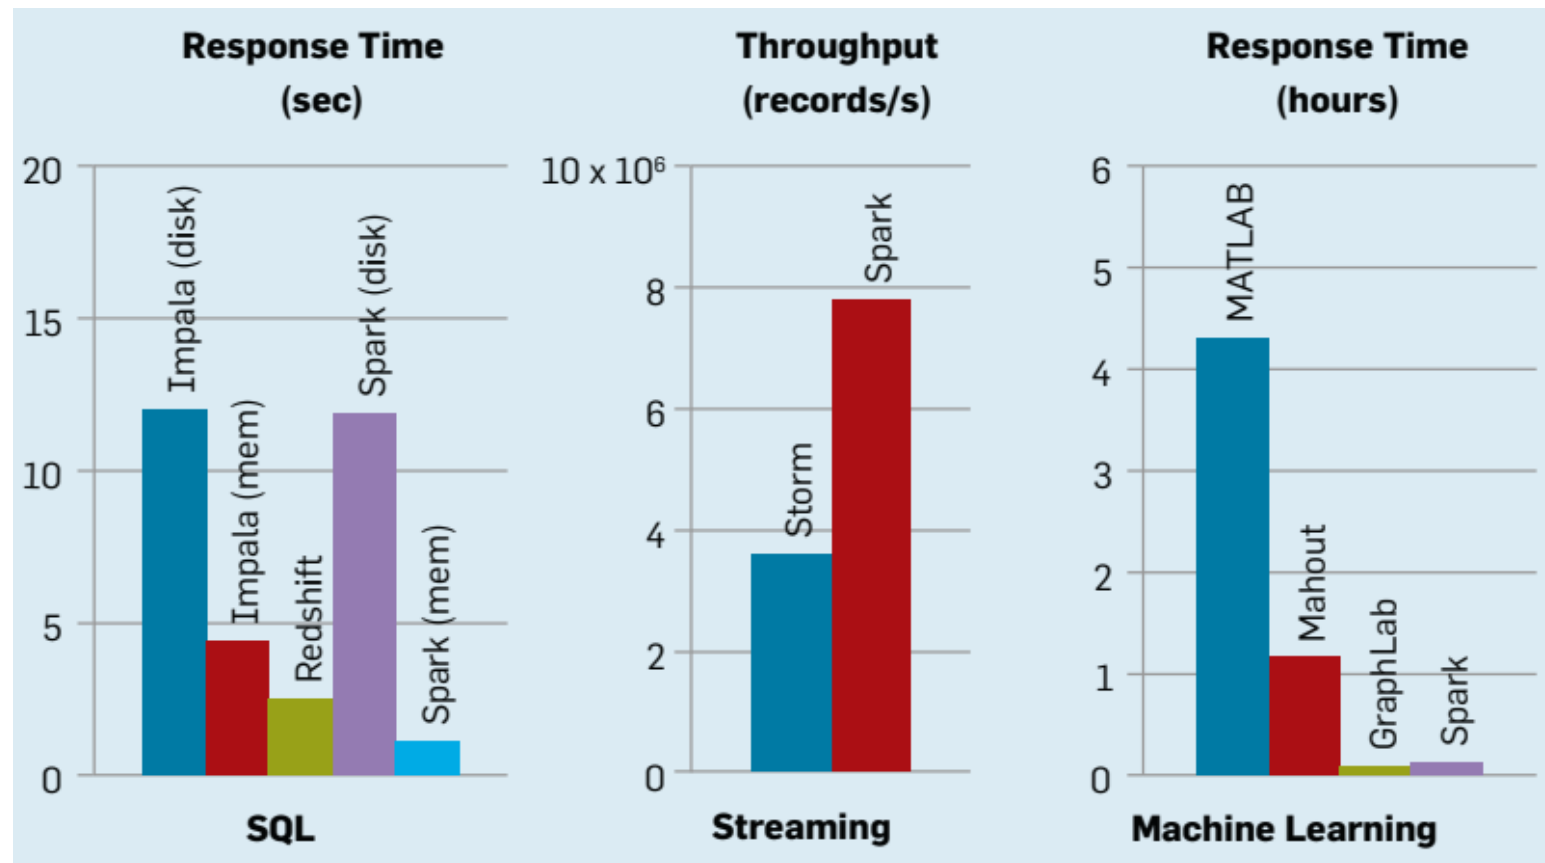 Response Time
(sec)
20
15
10
5
0
Impala (disk)
Impala (mem)
Redshift
Spark (disk)
Spark (mem)
SQL
Throughput
(records/s)
10 x 10⁶
8
6
4
2
0
Storm
Spark
Streaming
Response Time
(hours)
6
5
4
3
2
1
0
MATLAB
Mahout
GraphLab
Spark
Machine Learning